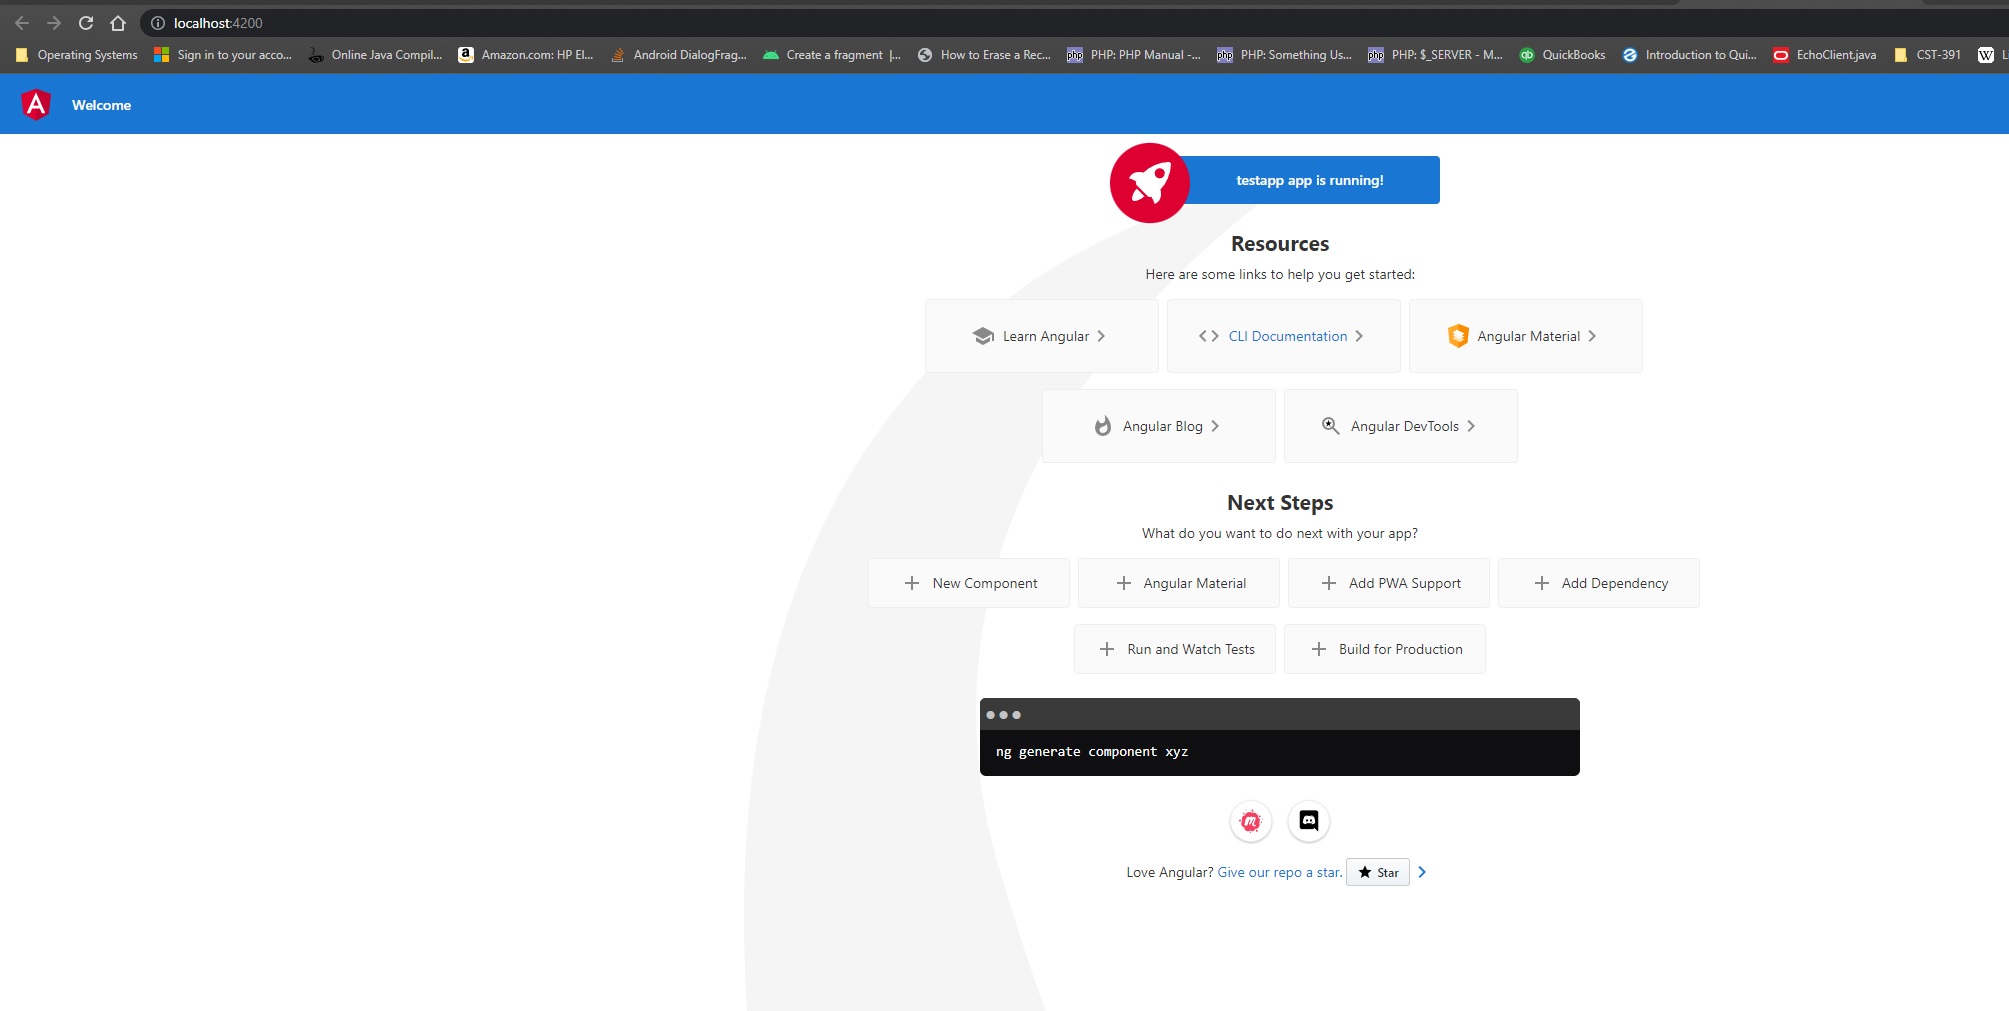 localhost:4200
Operating Systems Sign in to your acco... Online Java Compil... Amazon.com: HP El... Android DialogFrag... Create a fragment |... How to Erase a Rec... PHP: PHP Manual -... PHP: Something Us... PHP: $_SERVER - M... QuickBooks Introduction to Qui... EchoClient.java CST-391
Welcome
testapp app is running!
Resources
Here are some links to help you get started:
Learn Angular CLI Documentation Angular Material
Angular Blog Angular DevTools
Next Steps
What do you want to do next with your app?
New Component Angular Material Add PWA Support Add Dependency
Run and Watch Tests Build for Production
ng generate component xyz
Love Angular? Give our repo a star. Star